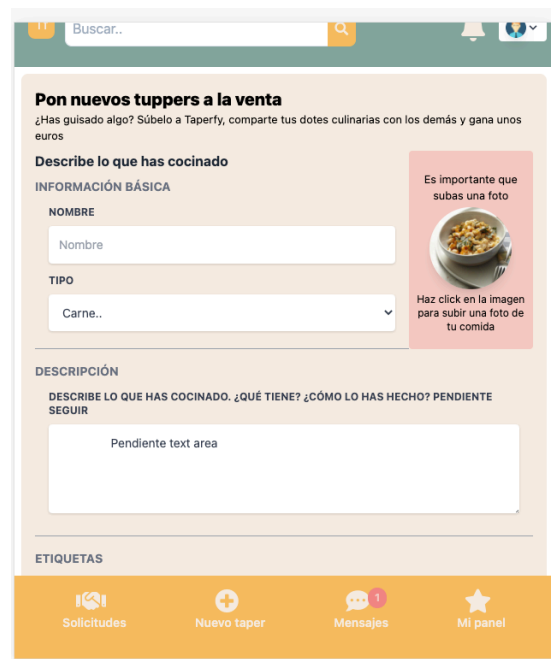 Buscar..
Pon nuevos tuppers a la venta
¿Has guisado algo? Súbelo a Taperfy, comparte tus dotes culinarias con los demás y gana unos
euros
Describe lo que has cocinado
INFORMACIÓN BÁSICA
NOMBRE
Nombre
TIPO
Carne..
Es importante que
subas una foto
Haz click en la imagen
para subir una foto de
tu comida
DESCRIPCIÓN
DESCRIBE LO QUE HAS COCINADO. ¿QUÉ TIENE? ¿CÓMO LO HAS HECHO? PENDIENTE
SEGUIR
Pendiente text area
ETIQUETAS
1
Solicitudes Nuevo taper Mensajes Mi panel